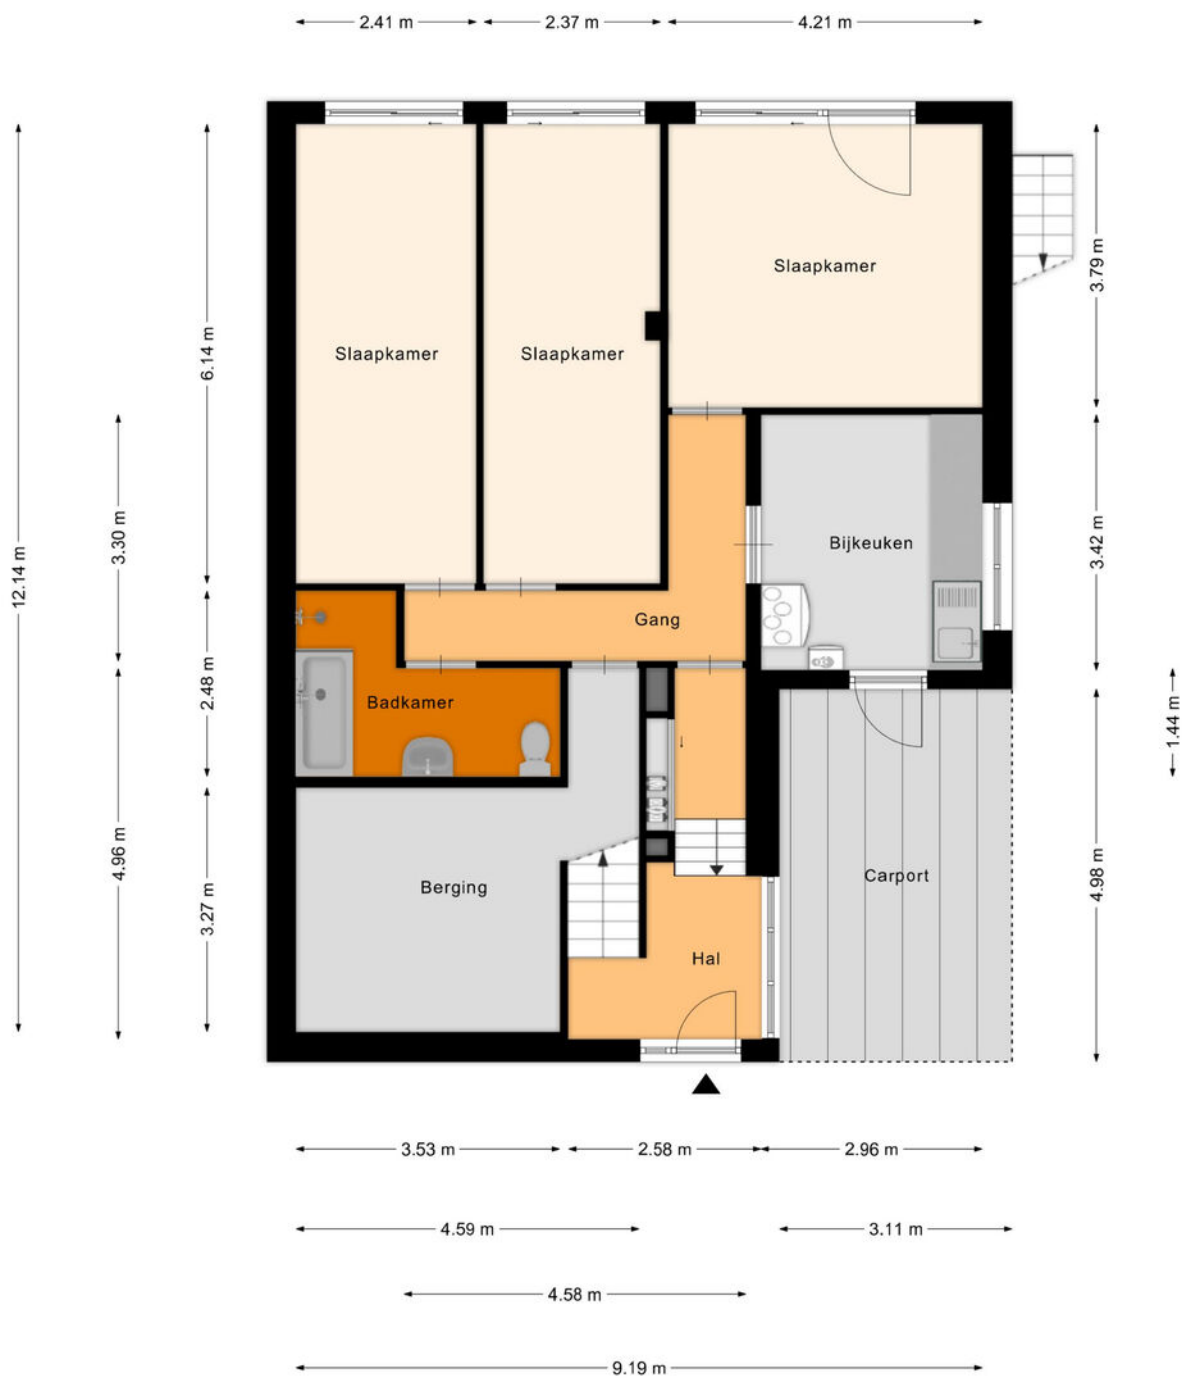 2.41 m
2.37 m
4.21 m
12.14 m
6.14 m
3.30 m
2.48 m
4.96 m
3.27 m
3.79 m
3.42 m
1.44 m
4.98 m
Slaapkamer
Slaapkamer
Slaapkamer
Bijkeuken
Gang
Badkamer
Berging
Carport
Hal
3.53 m
2.58 m
2.96 m
4.59 m
3.11 m
4.58 m
9.19 m